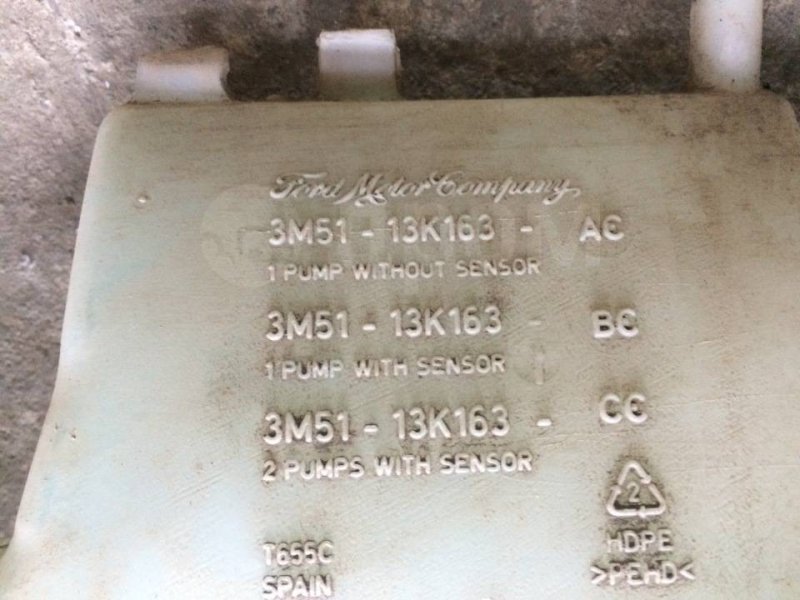 Ford Motor Company
3M51 - 13K163 - AC
1 PUMP WITHOUT SENSOR
3M51 - 13K163 - BC
1 PUMP WITH SENSOR
3M51 - 13K163 - CC
2 PUMPS WITH SENSOR
2
T655C
HDPE
SPAIN
>PEHD<